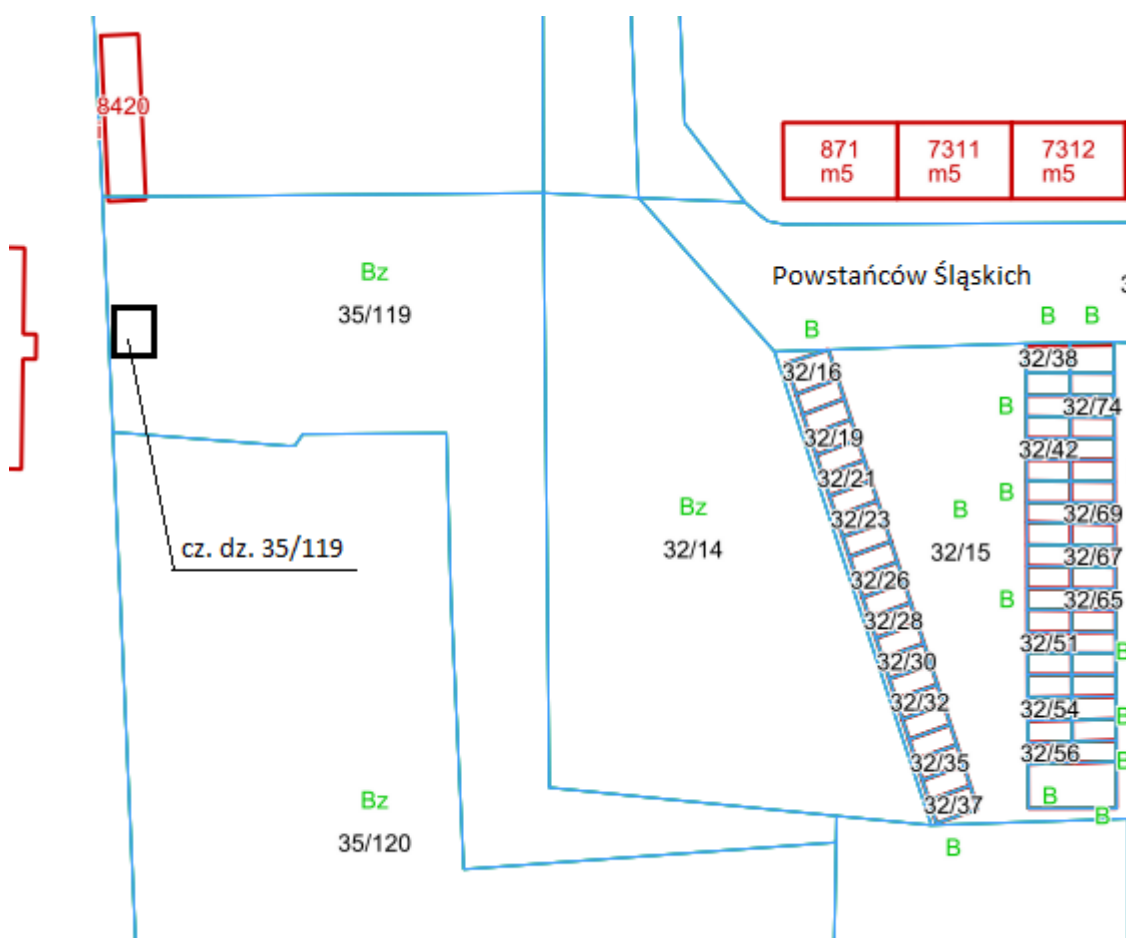 8420
871
m5
7311
m5
7312
m5
Bz
35/119
Powstańców Śląskich
B
B
B
32/16
32/38
B
32/74
32/19
32/42
32/21
B
Bz
B
32/23
32/69
cz. dz. 35/119
32/14
32/15
32/67
32/26
B
32/65
32/28
32/51
B
32/30
32/32
32/54
B
32/56
B
32/35
Bz
B
32/37
B
35/120
B